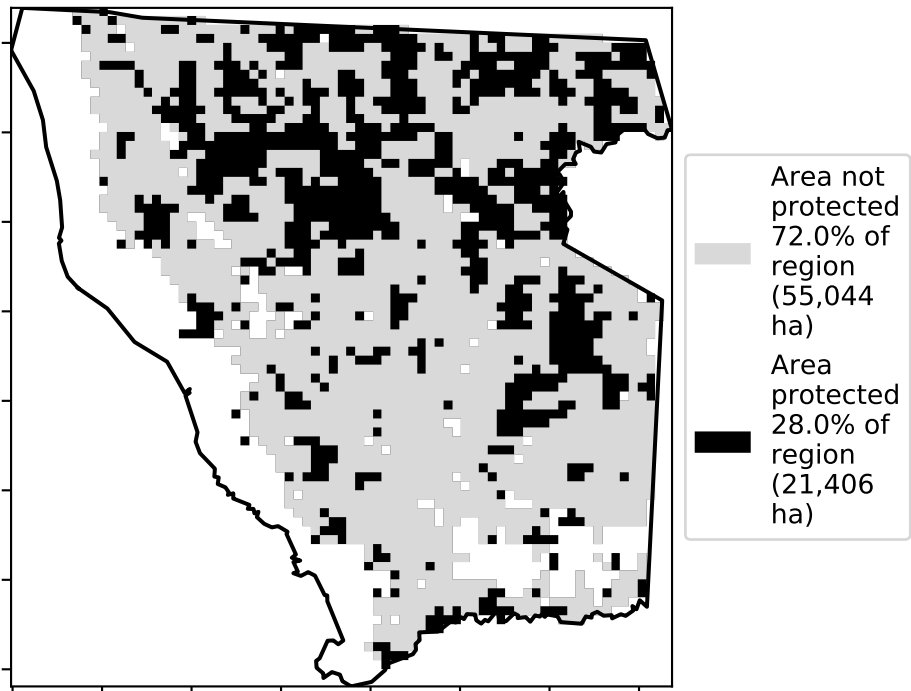 Area not
protected
72.0% of
region
(55,044
ha)
Area
protected
28.0% of
region
(21,406
ha)